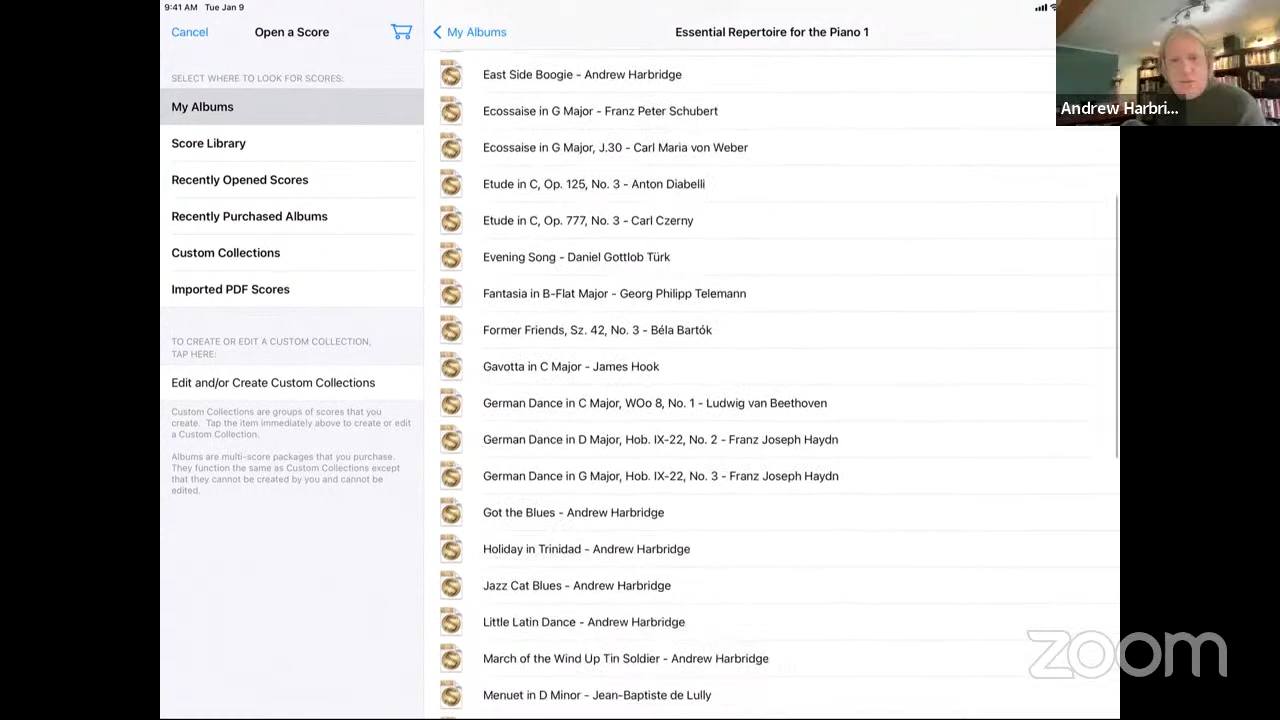 9:41 AM Tue Jan 9
Cancel
Open a Score
SELECT WHERE TO LOOK FOR SCORES:
My Albums
Score Library
Recently Opened Scores
Recently Purchased Albums
Custom Collections
Imported PDF Scores
TO CREATE OR EDIT A CUSTOM COLLECTION,
TAP HERE:
Edit and/or Create Custom Collections
Custom Collections are groups of scores that you
create. Tap the item immediately above to create or edit
a Custom Collection.
Albums are multi-score packages that you purchase.
They function the same as Custom Collections except
that they cannot be created by you and cannot be
edited.
My Albums
Essential Repertoire for the Piano 1
East Side Boogie - Andrew Harbridge
Ecossaise in G Major - Franz Peter Schubert
Ecossaise in G Major, J.30 - Carl Maria von Weber
Etude in C, Op. 125, No. 3 - Anton Diabelli
Etude in C, Op. 777, No. 3 - Carl Czerny
Evening Song - Daniel Gottlob Türk
Fantasia in B-Flat Major - Georg Philipp Telemann
Former Friends, Sz. 42, No. 3 - Béla Bartók
Gavotta in C Major - James Hook
German Dance in C Major, WOo 8, No. 1 - Ludwig van Beethoven
German Dance in D Major, Hob. IX-22, No. 2 - Franz Joseph Haydn
German Dance in G Major, Hob. IX-22, No. 3 - Franz Joseph Haydn
Got the Blues - Andrew Harbridge
Holiday in Trinidad - Andrew Harbridge
Jazz Cat Blues - Andrew Harbridge
Little Latin Dance - Andrew Harbridge
March of the Wind Up Tin Soldier - Andrew Harbridge
Menuet in D Minor - Jean-Baptiste de Lully
Andrew Harbri...
zoom